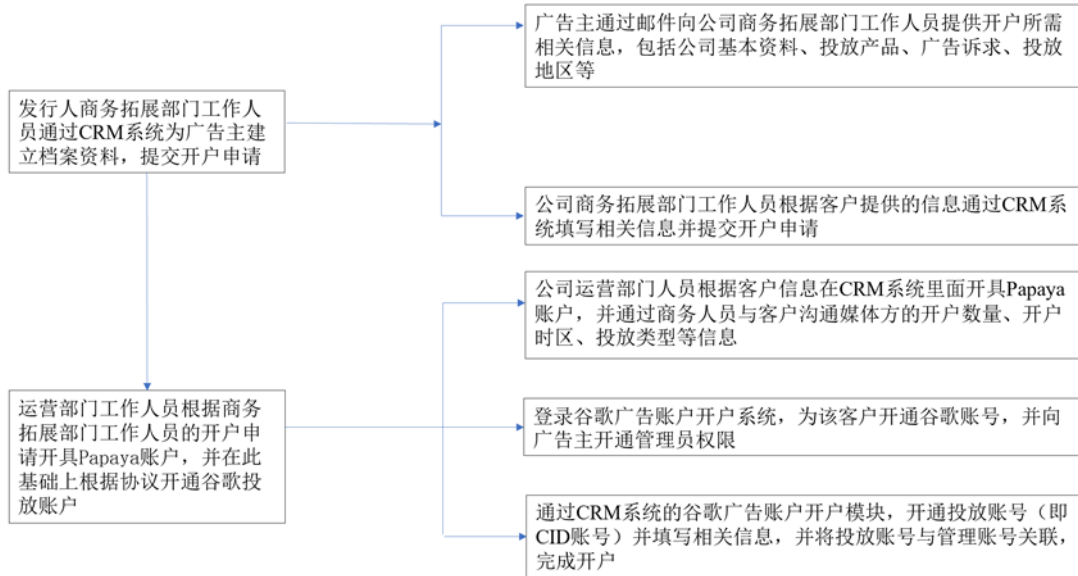 广告主通过邮件向公司商务拓展部门工作人员提供开户所需
相关信息，包括公司基本资料、投放产品、广告诉求、投放
地区等
发行人商务拓展部门工作人
员通过CRM系统为广告主建
立档案资料，提交开户申请
公司商务拓展部门工作人员根据客户提供的信息通过CRM系
统填写相关信息并提交开户申请
公司运营部门人员根据客户信息在CRM系统里面开具Papaya
账户，并通过商务人员与客户沟通媒体方的开户数量、开户
时区、投放类型等信息
运营部门工作人员根据商务
拓展部门工作人员的开户申
请开具Papaya账户，并在此
基础上根据协议开通谷歌投
放账户
登录谷歌广告账户开户系统，为该客户开通谷歌账号，并向
广告主开通管理员权限
通过CRM系统的谷歌广告账户开户模块，开通投放账号（即
CID账号）并填写相关信息，并将投放账号与管理账号关联，
完成开户